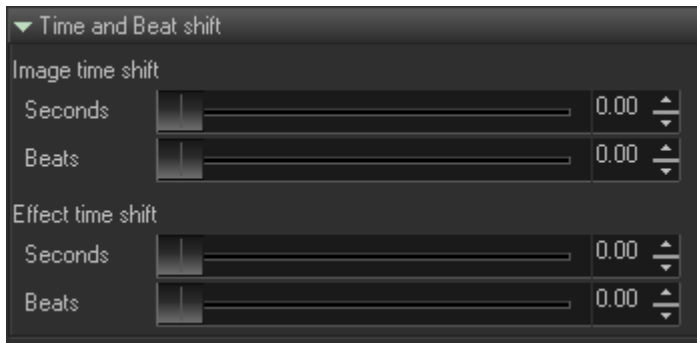 Time and Beat shift
Image time shift
Seconds 0.00
Beats 0.00
Effect time shift
Seconds 0.00
Beats 0.00